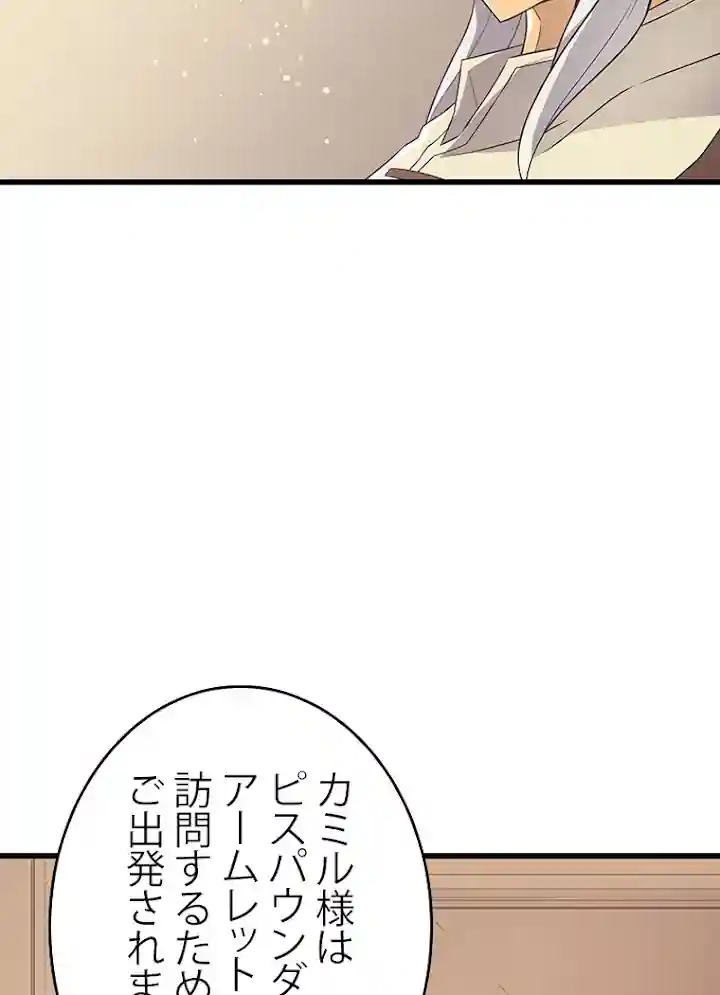 カミル様は
ピスパウンダ
アームレット
訪問するため
ご出発されま